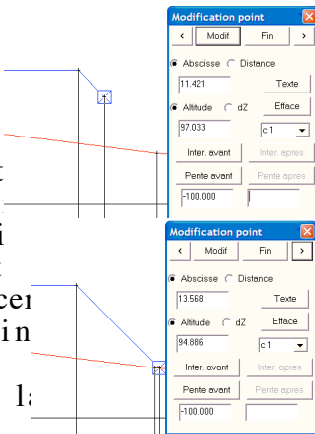 Modification point
< Modif Fin >
Abscisse Distance
11.421 Texte
Altitude dZ Efface
97.033 c 1
Inter. avant Inter. apres
Pente avant Pente apres
-100.000
Modification point
< Modif Fin >
Abscisse Distance
13.568 Texte
Altitude dZ Efface
94.886 c 1
Inter. avant Inter. apres
Pente avant Pente apres
-100.000